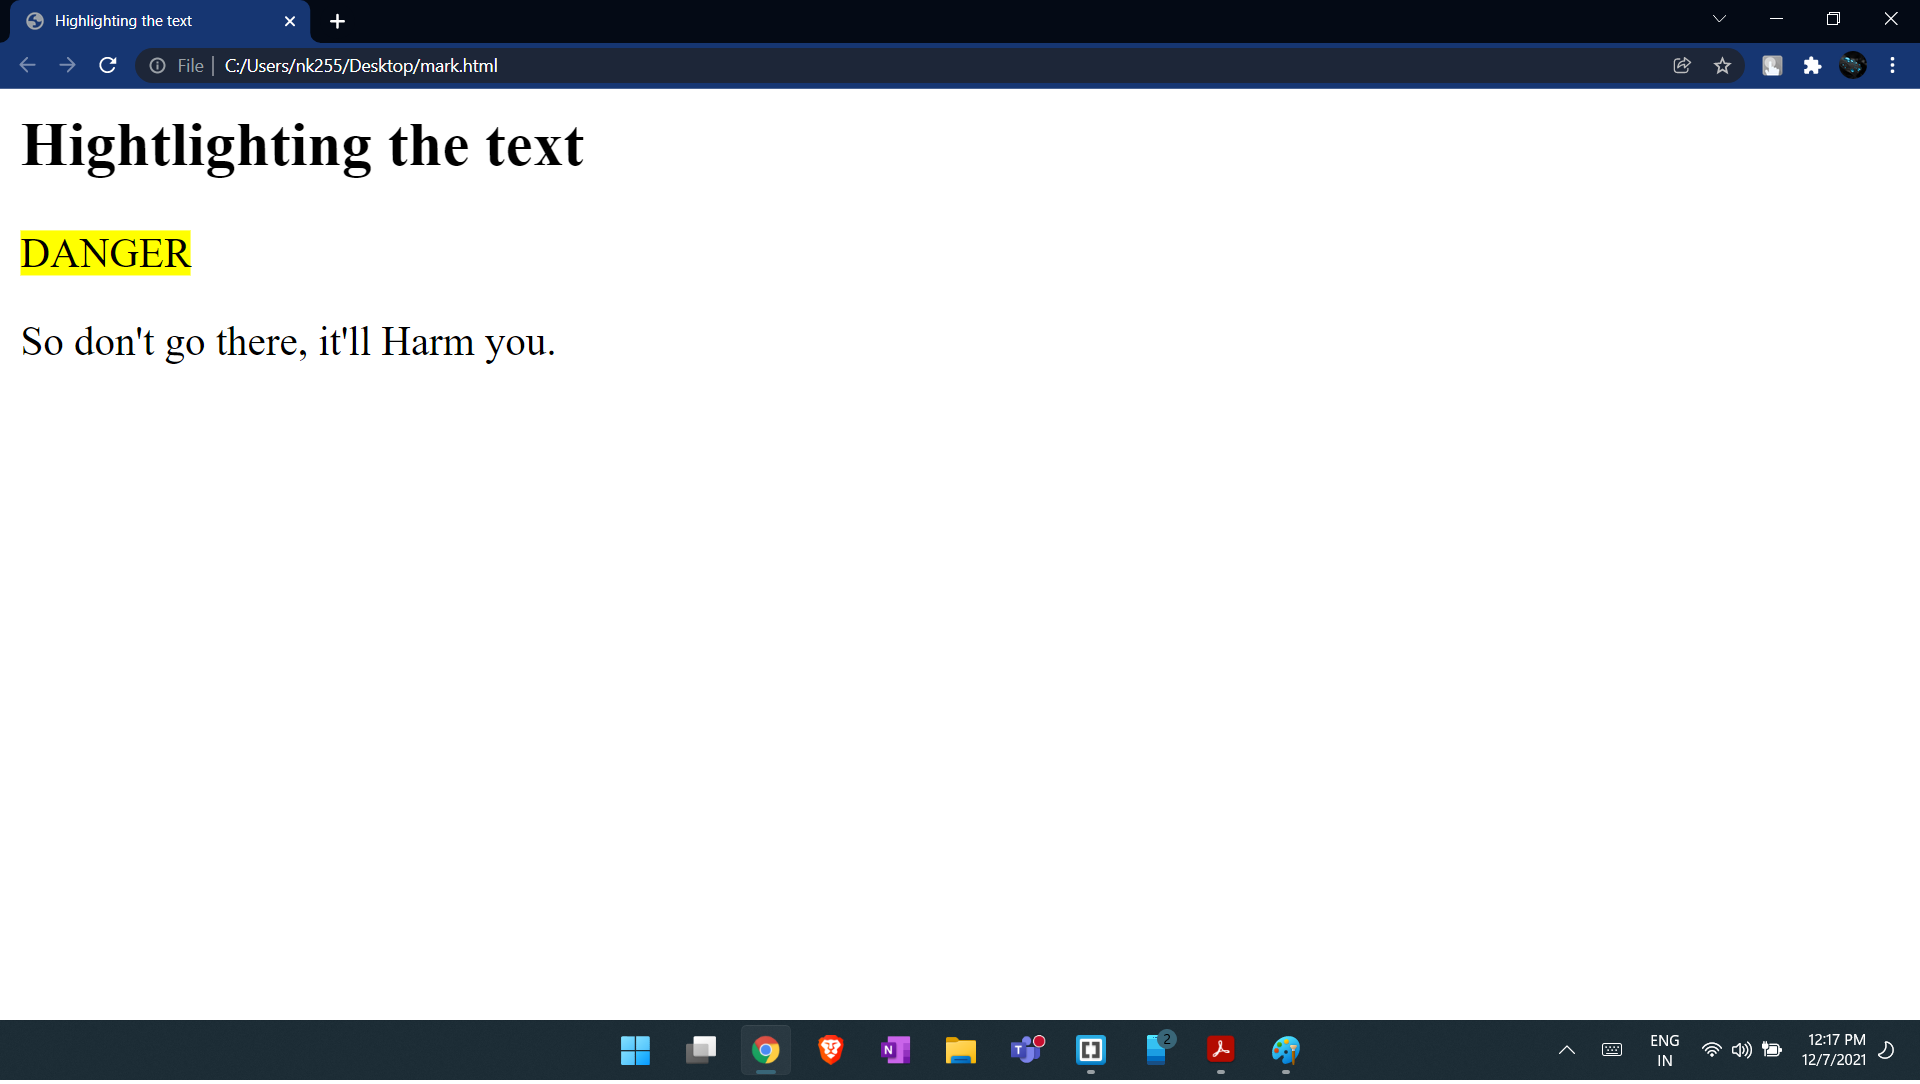 Highlighting the text
File
C:/Users/nk255/Desktop/mark.html
Hightlighting the text
DANGER
So don't go there, it'll Harm you.
N
T
2
ENG
IN
12:17 PM
12/7/2021